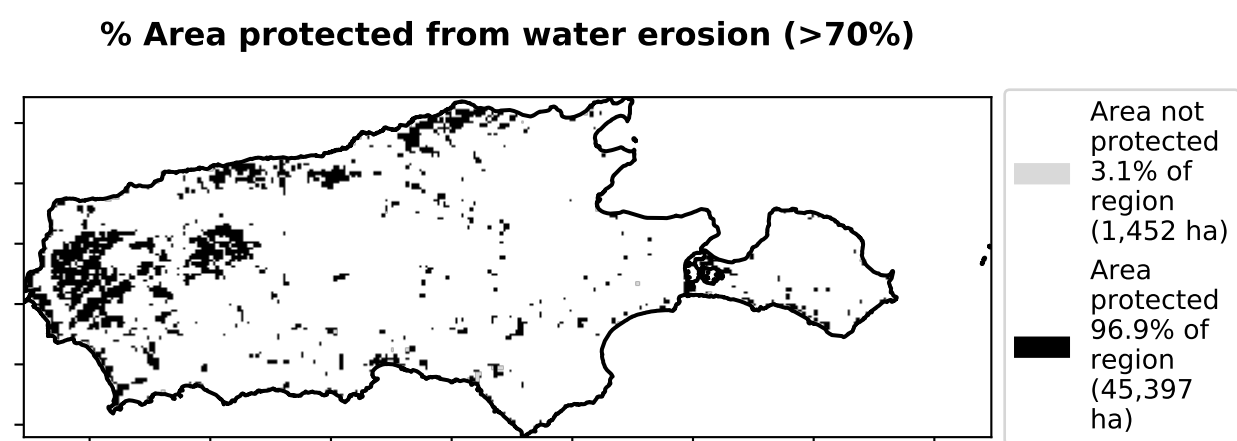 % Area protected from water erosion (>70%)
Area not
protected
3.1% of
region
(1,452 ha)
Area
protected
96.9% of
region
(45,397
ha)